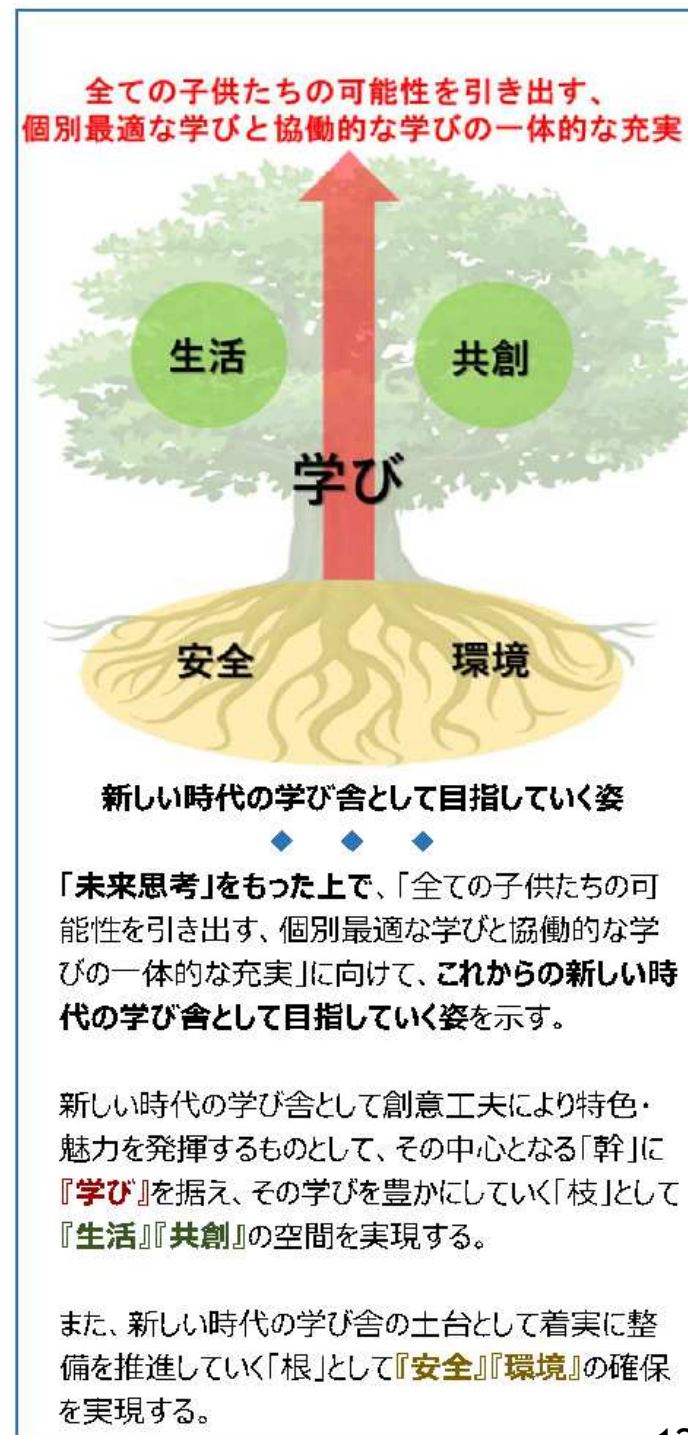 全ての子供たちの可能性を引き出す、
個別最適な学びと協働的な学びの一体的な充実
生活
共創
学び
安全
環境
新しい時代の学び舎として目指していく姿
「未来思考」をもった上で、「全ての子供たちの可
能性を引き出す、個別最適な学びと協働的な学
びの一体的な充実」に向けて、これからの新しい時
代の学び舎として目指していく姿を示す。
新しい時代の学び舎として創意工夫により特色・
魅力を発揮するものとして、その中心となる「幹」に
『学び』を据え、その学びを豊かにしていく「枝」として
『生活』『共創』の空間を実現する。
また、新しい時代の学び舎の土台として着実に整
備を推進していく「根」として『安全』『環境』の確保
を実現する。